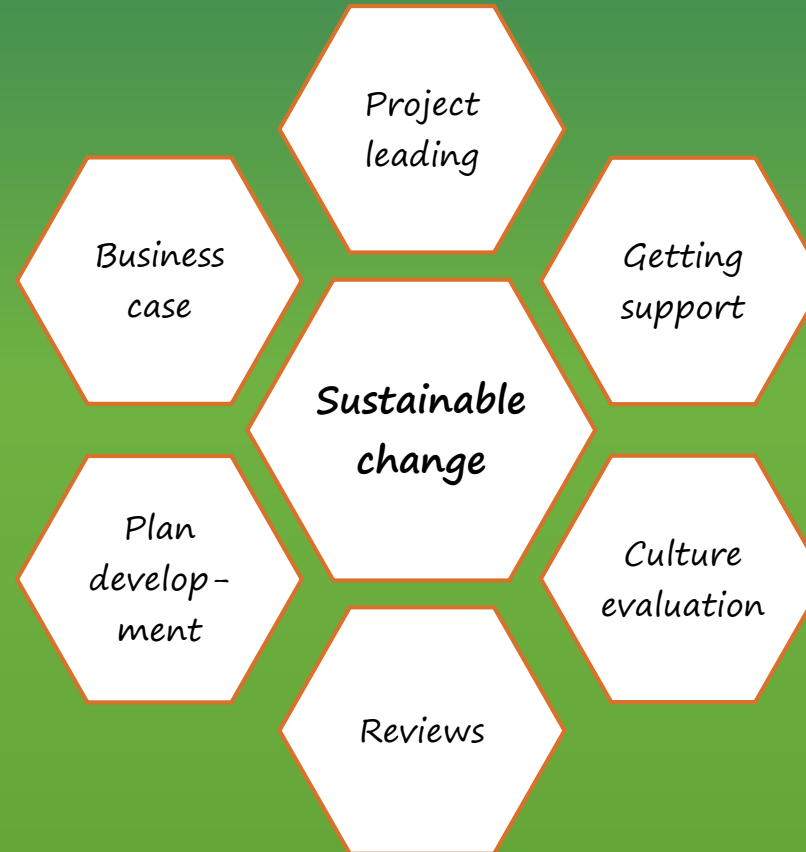 Project
leading
Business
case
Getting
support
Sustainable
change
Plan
develop-
ment
Culture
evaluation
Reviews